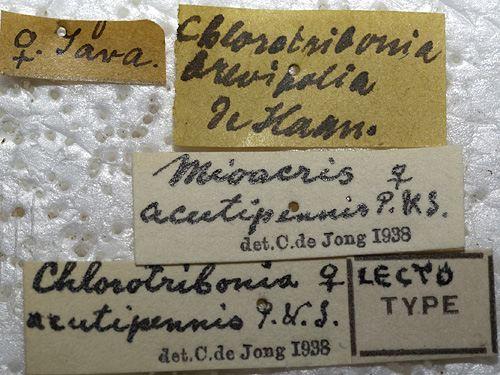 ♀. Java.
Chlorotribonia
brevifolia
de Haan.
Mioacris ♀
acutipennis P.&S.
det. C. de Jong 1938
Chlorotribonia ♀
acutipennis P.&S.
det. C. de Jong 1938
LECTO
TYPE